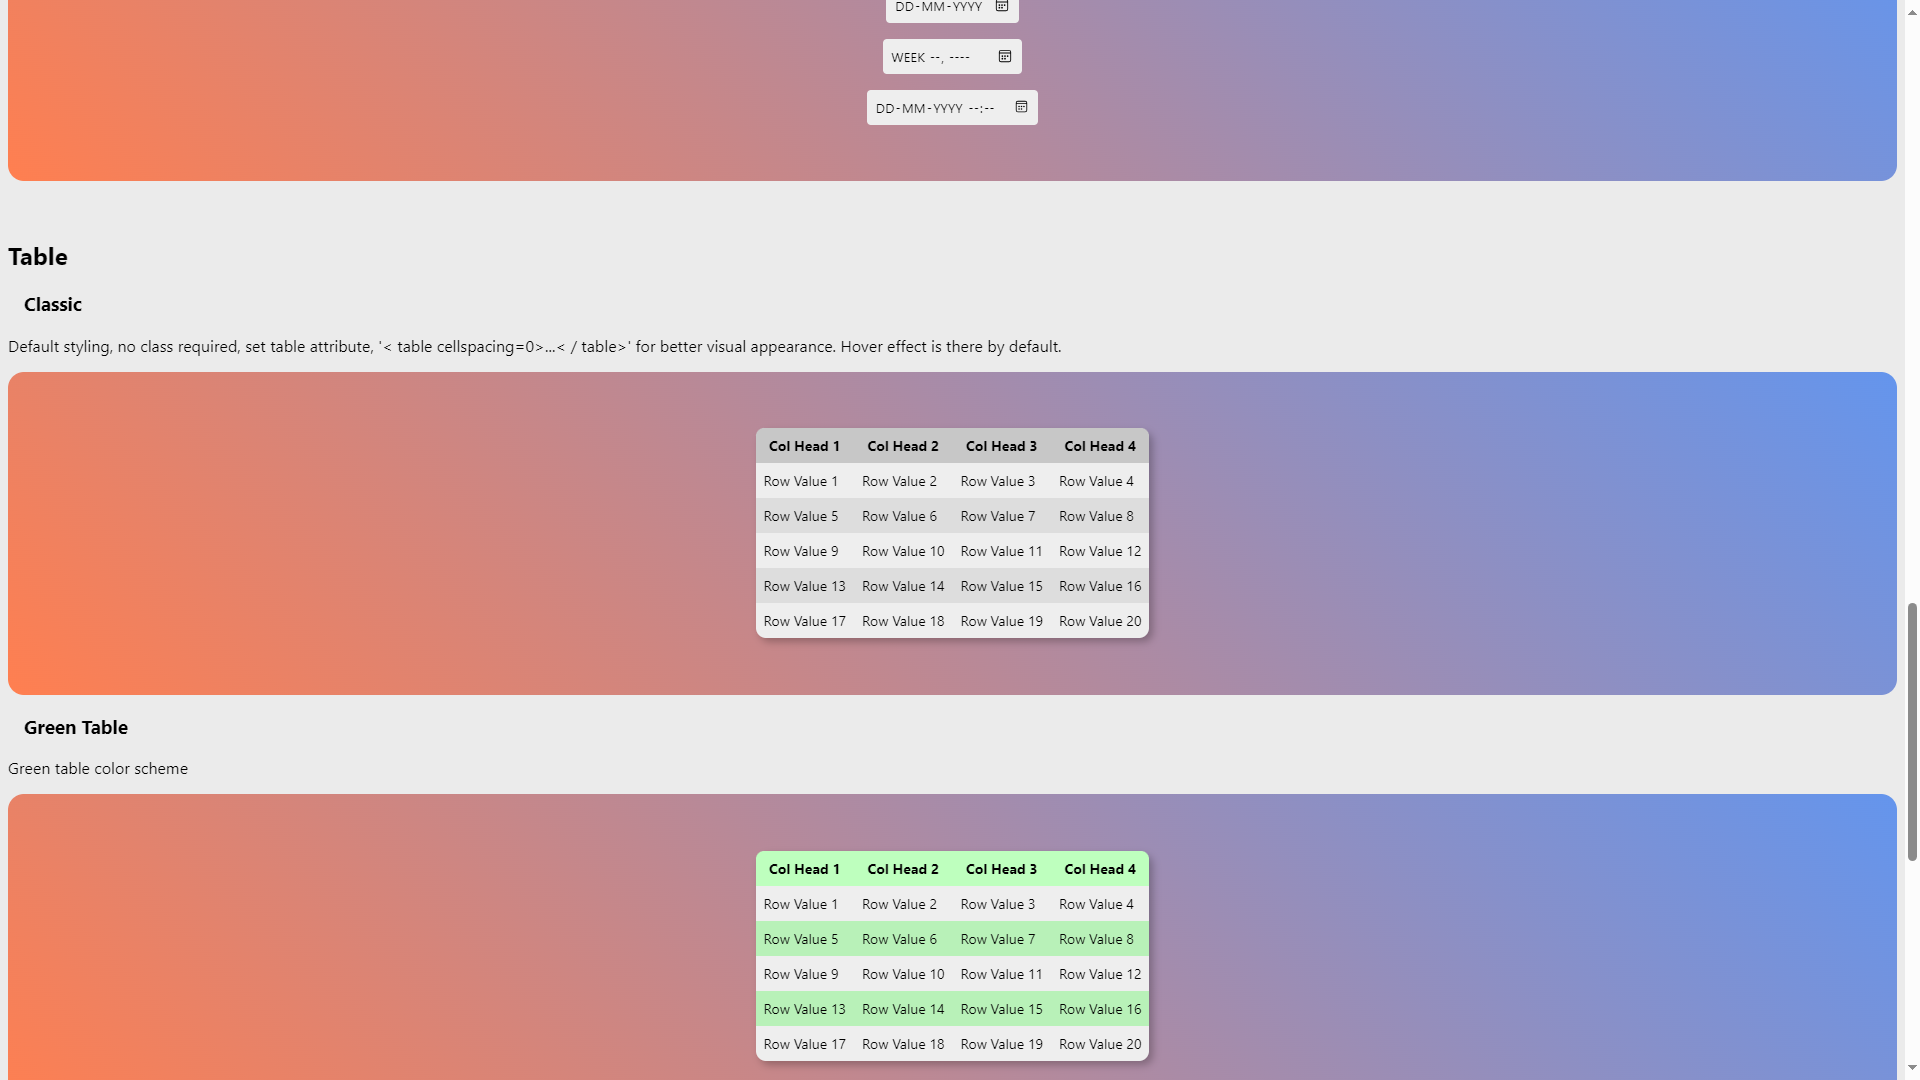 DD-MM-YYYY
WEEK --, ----
DD-MM-YYYY --:--
Table
Classic
Default styling, no class required, set table attribute, '< table cellspacing=0>...< / table>' for better visual appearance. Hover effect is there by default.
Col Head 1 Col Head 2 Col Head 3 Col Head 4
Row Value 1 Row Value 2 Row Value 3 Row Value 4
Row Value 5 Row Value 6 Row Value 7 Row Value 8
Row Value 9 Row Value 10 Row Value 11 Row Value 12
Row Value 13 Row Value 14 Row Value 15 Row Value 16
Row Value 17 Row Value 18 Row Value 19 Row Value 20
Green Table
Green table color scheme
Col Head 1 Col Head 2 Col Head 3 Col Head 4
Row Value 1 Row Value 2 Row Value 3 Row Value 4
Row Value 5 Row Value 6 Row Value 7 Row Value 8
Row Value 9 Row Value 10 Row Value 11 Row Value 12
Row Value 13 Row Value 14 Row Value 15 Row Value 16
Row Value 17 Row Value 18 Row Value 19 Row Value 20